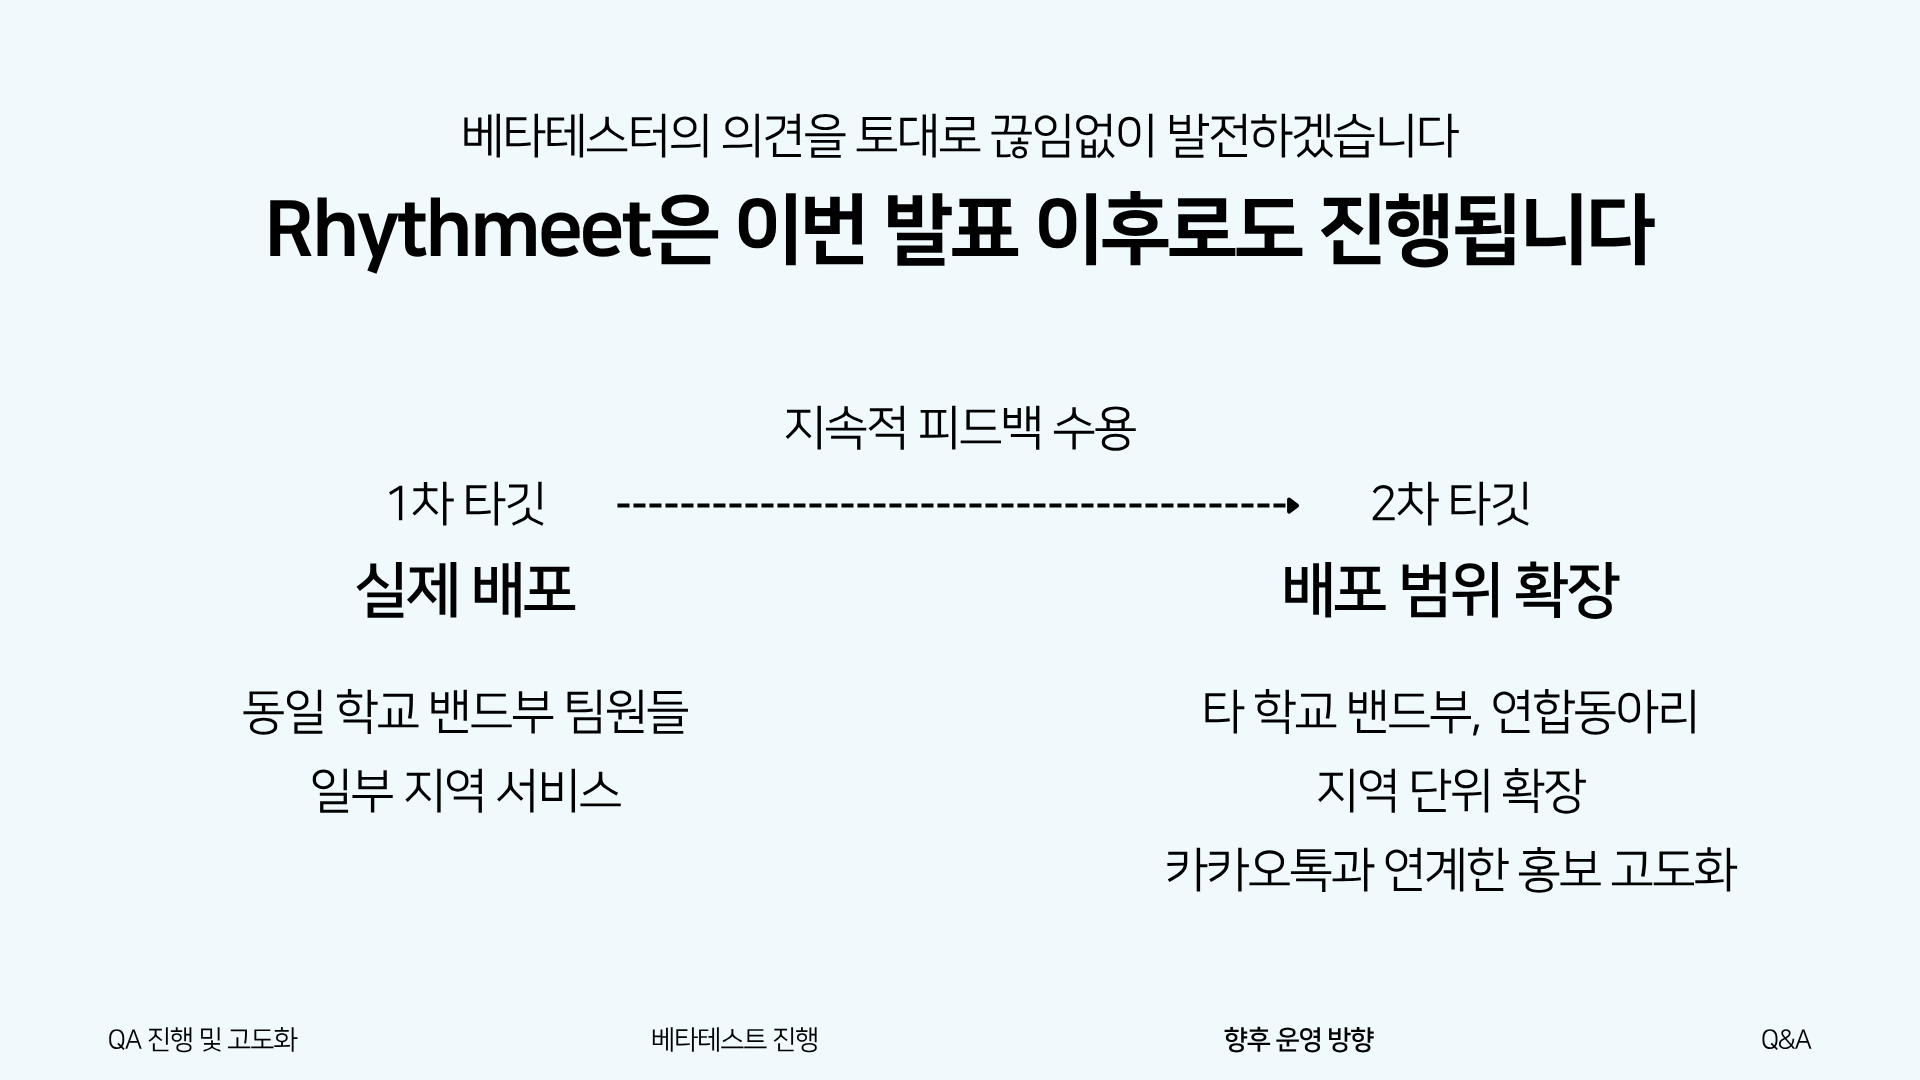 베타테스터의 의견을 토대로 끊임없이 발전하겠습니다
Rhythmeet은 이번 발표 이후로도 진행됩니다
지속적 피드백 수용
1차 타깃
실제 배포
동일 학교 밴드부 팀원들
일부 지역 서비스
2차 타깃
배포 범위 확장
타 학교 밴드부, 연합동아리
지역 단위 확장
카카오톡과 연계한 홍보 고도화
QA 진행 및 고도화
베타테스트 진행
향후 운영 방향
Q&A